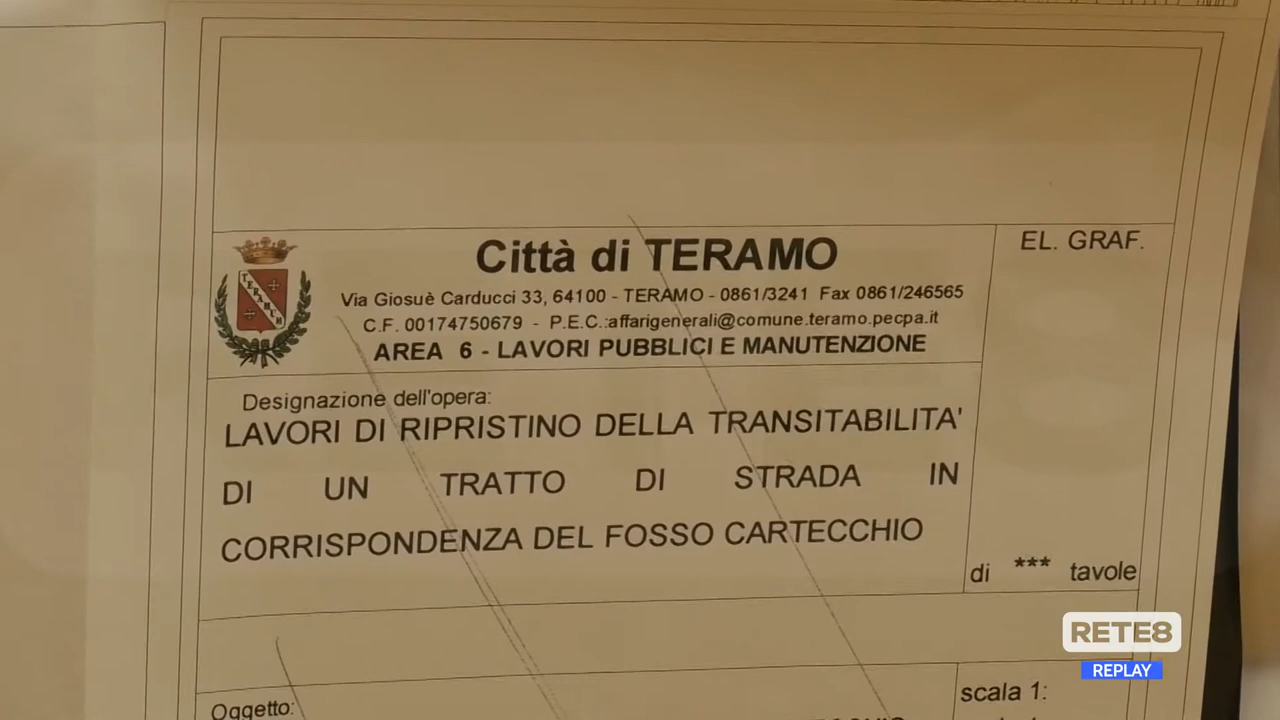 Città di TERAMO
EL. GRAF.
TERAMUM
Via Giosuè Carducci 33, 64100 - TERAMO - 0861/3241 Fax 0861/246565
C.F. 00174750679 - P.E.C.:affarigenerali@comune.teramo.pecpa.it
AREA 6 - LAVORI PUBBLICI E MANUTENZIONE
Designazione dell'opera:
LAVORI DI RIPRISTINO DELLA TRANSITABILITA'
DI UN TRATTO DI STRADA IN
CORRISPONDENZA DEL FOSSO CARTECCHIO
di *** tavole
RETE8
REPLAY
scala 1:
Oggetto: